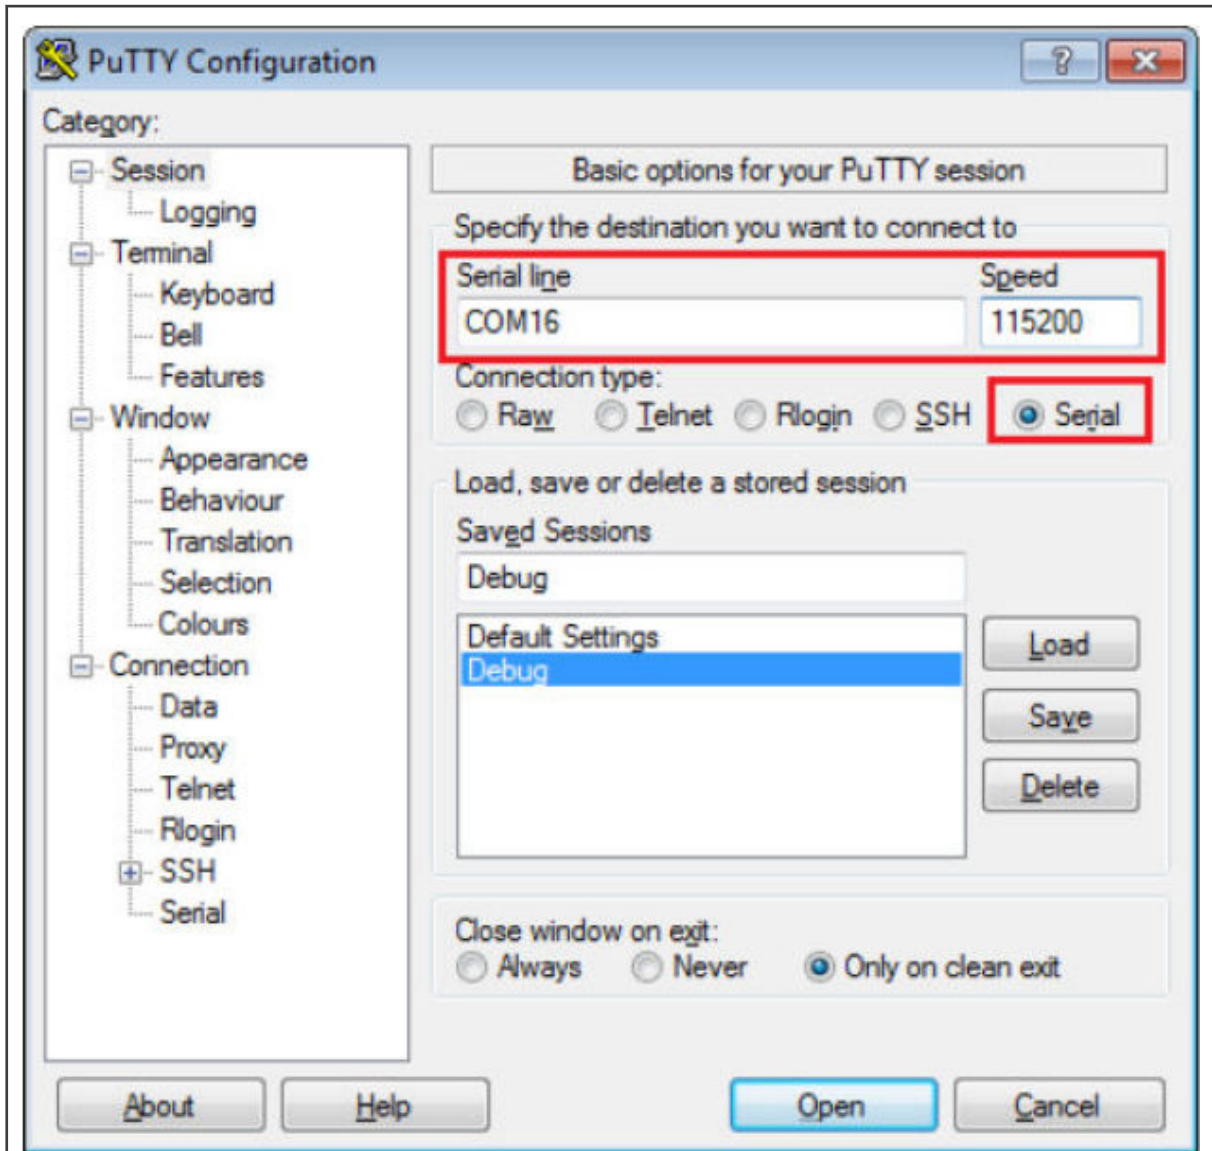 PuTTY Configuration
Category:
Session
Logging
Terminal
Keyboard
Bell
Features
Window
Appearance
Behaviour
Translation
Selection
Colours
Connection
Data
Proxy
Telnet
Rlogin
SSH
Serial
Basic options for your PuTTY session
Specify the destination you want to connect to
Serial line Speed
COM16 115200
Connection type:
Raw Telnet Rlogin SSH Serial
Load, save or delete a stored session
Saved Sessions
Debug
Default Settings
Debug
Load
Save
Delete
Close window on exit:
Always Never Only on clean exit
About Help Open Cancel